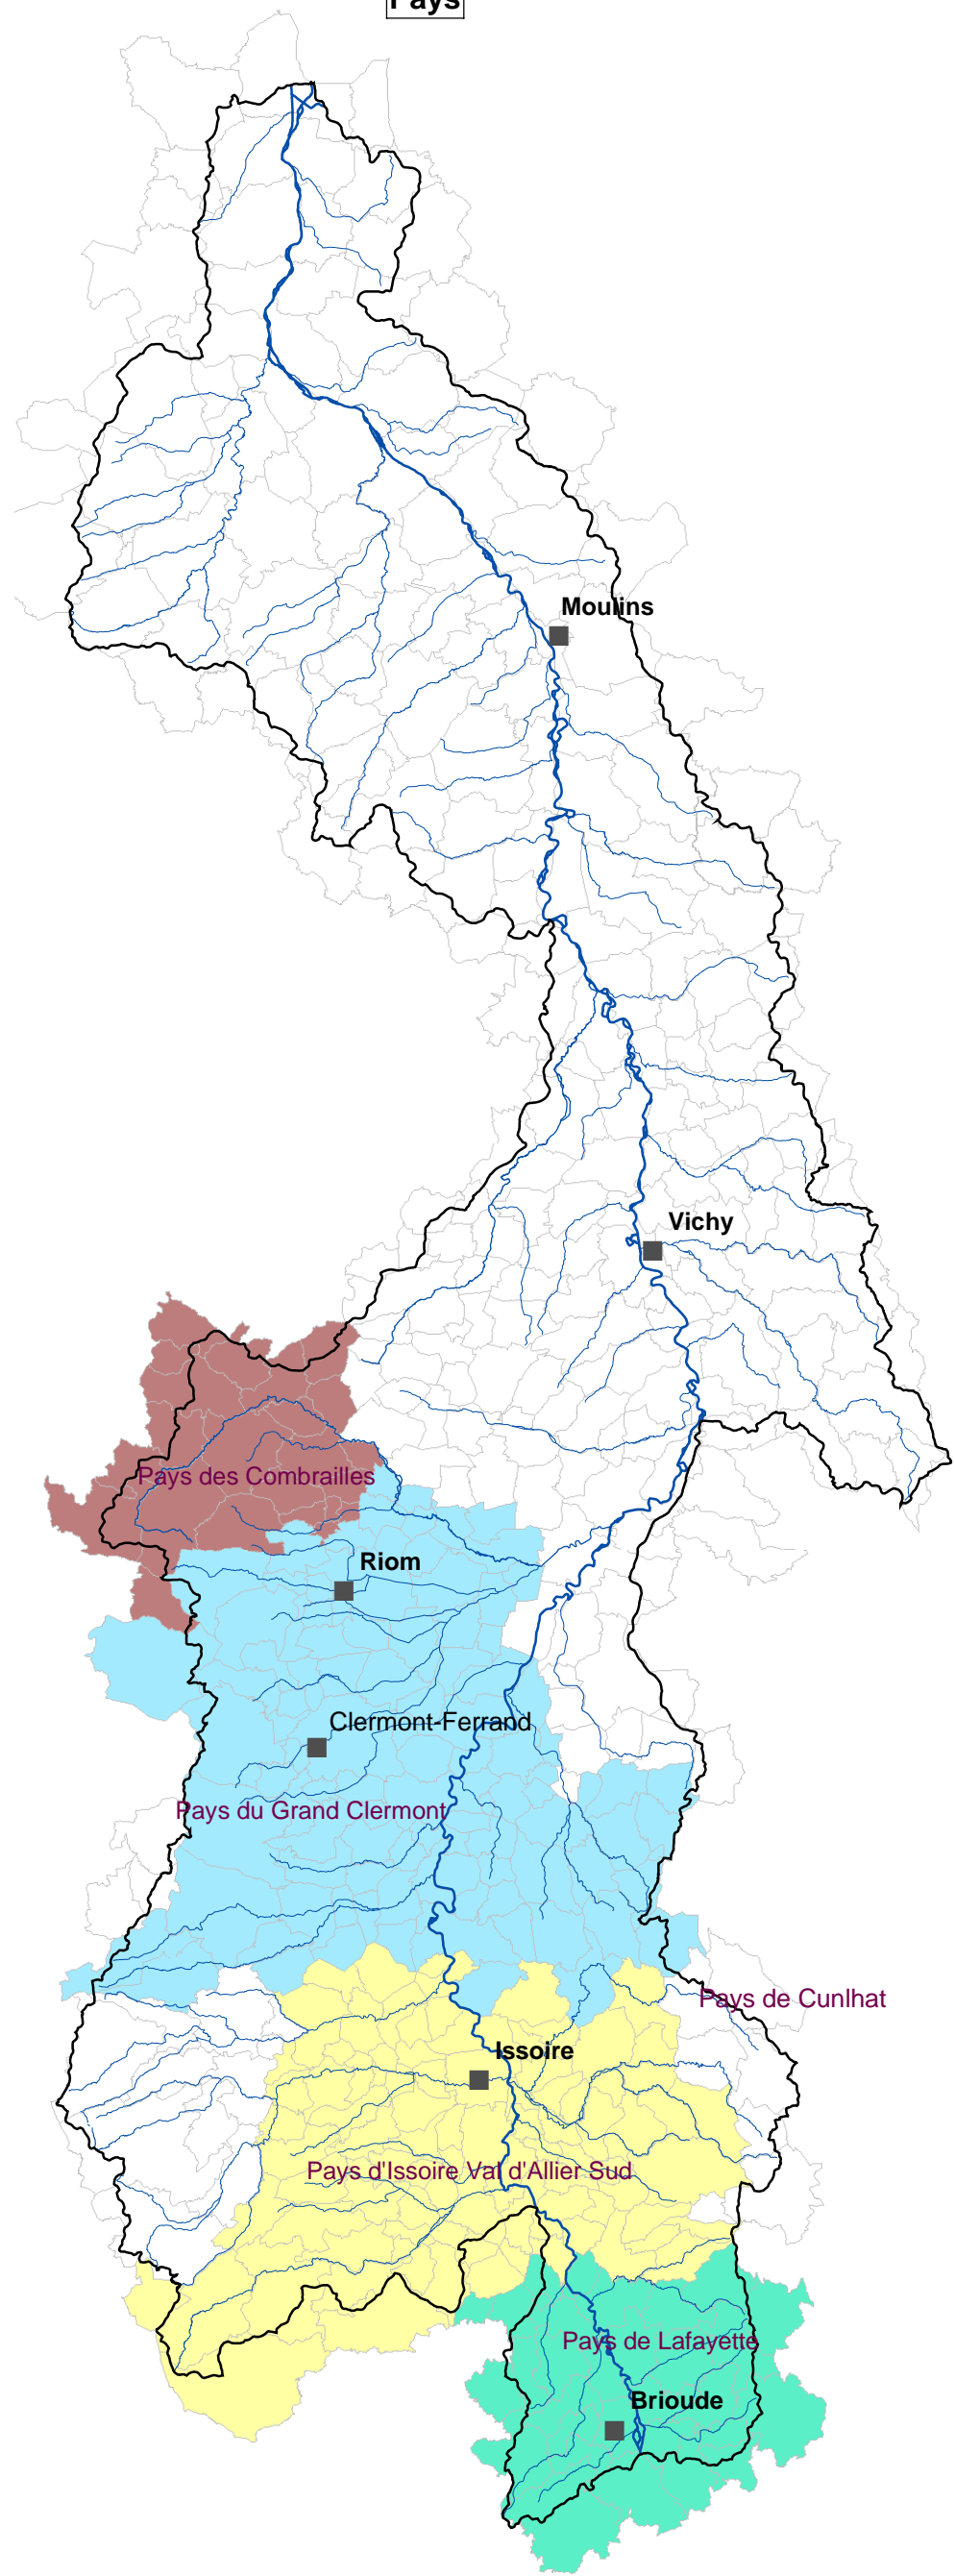 Pays
Moulins
Vichy
Pays des Combrailles
Riom
Clermont-Ferrand
Pays du Grand Clermont
Pays de Cunlhat
Issoire
Pays d'Issoire Val d'Allier Sud
Pays de Lafayette
Brioude